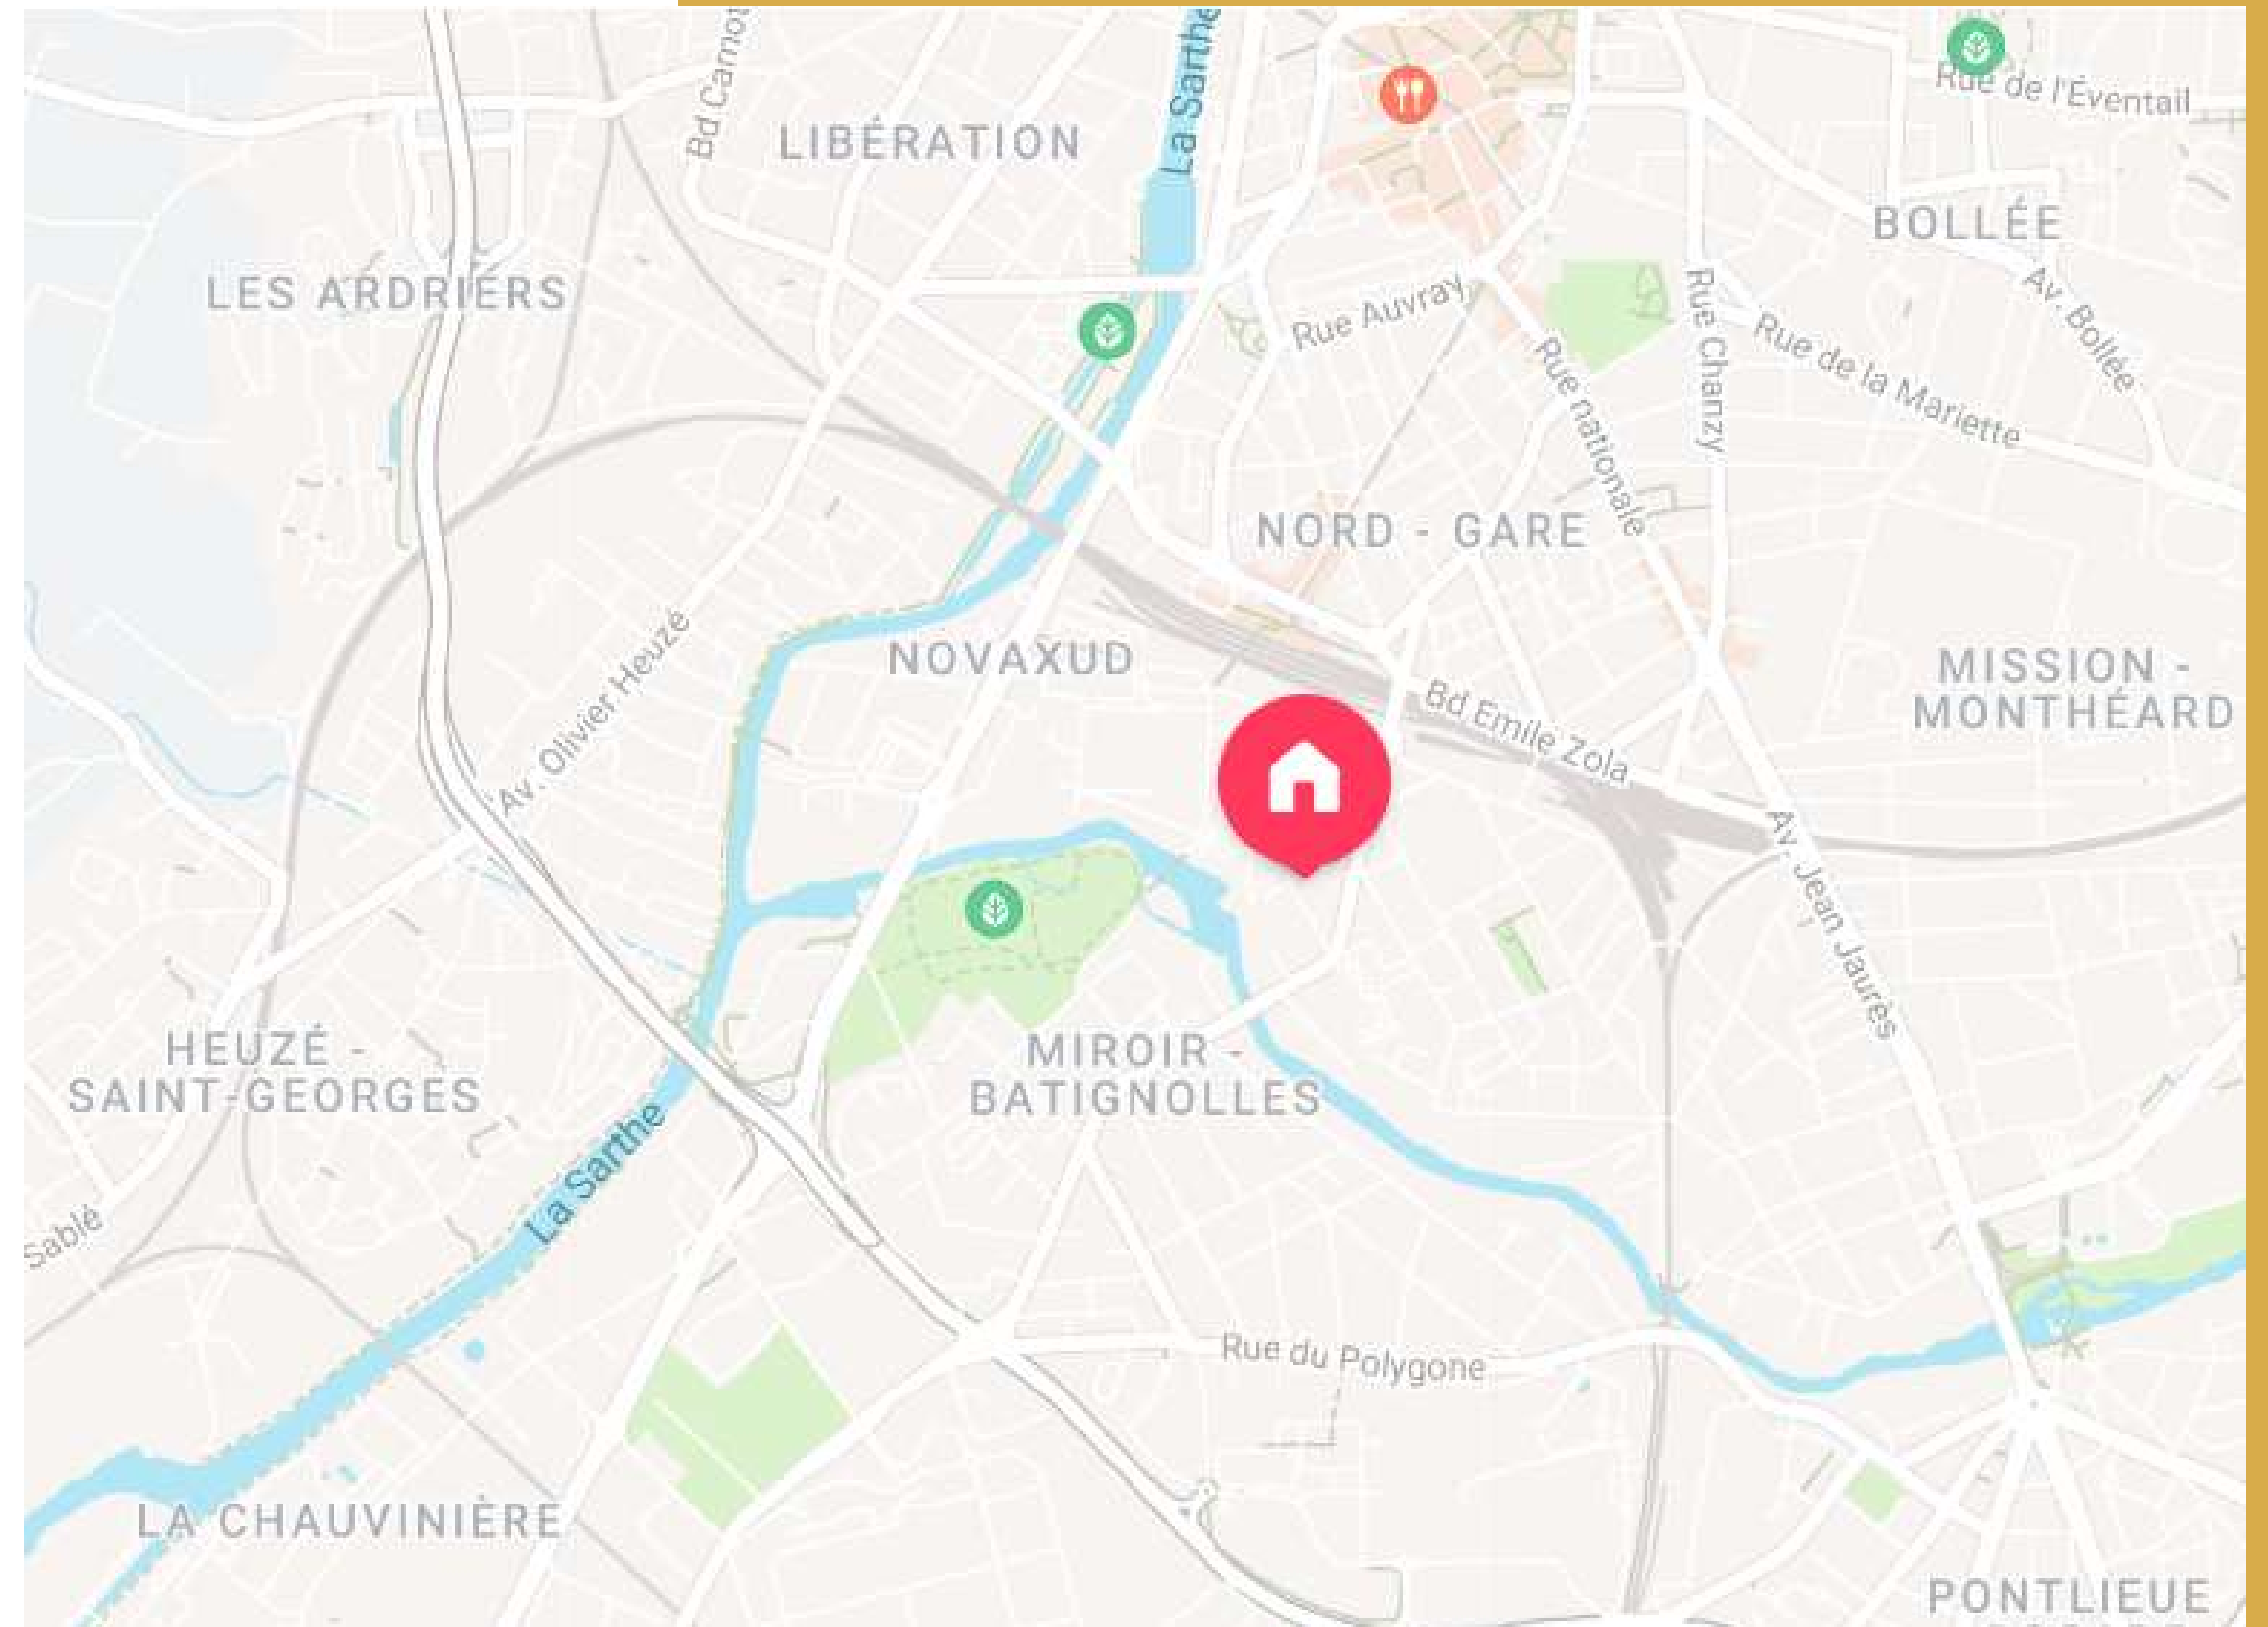 Bd Carnot
La Sarthe
Rue de l'Éventail
LIBÉRATION
BOLLÉE
LES ARDRIERS
Rue Auvray
Rue Chanzy
Av. Bollée
Rue de la Mariette
Rue nationale
NORD - GARE
NOVAXUD
MISSION -
MONTHÉARD
Av. Olivier Heuzé
Bd Emile Zola
Av. Jean Jaurès
HEUZÉ -
SAINT-GEORGES
MIROIR -
BATIGNOLLES
La Sarthe
Sablé
Rue du Polygone
LA CHAUVINIÈRE
PONTLIEUE